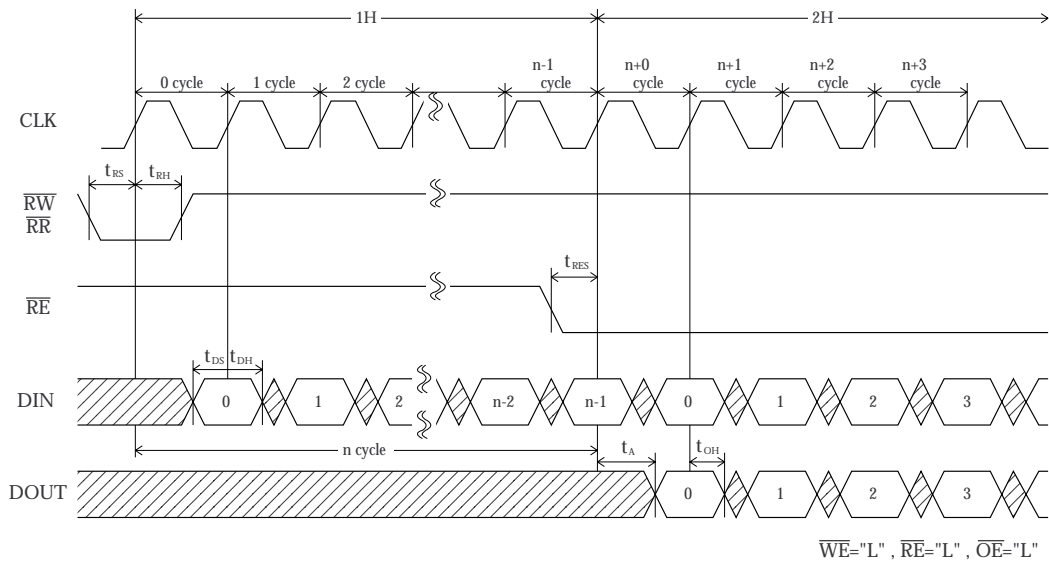 1H 2H
0 cycle 1 cycle 2 cycle n-1 cycle n+0 cycle n+1 cycle n+2 cycle n+3 cycle
CLK
tRS tRH
RW
RR
tRES
RE
tDS tDH
DIN 0 1 2 n-2 n-1 0 1 2 3
n cycle tA tOH
DOUT 0 1 2 3
WE="L" , RE="L" , OE="L"